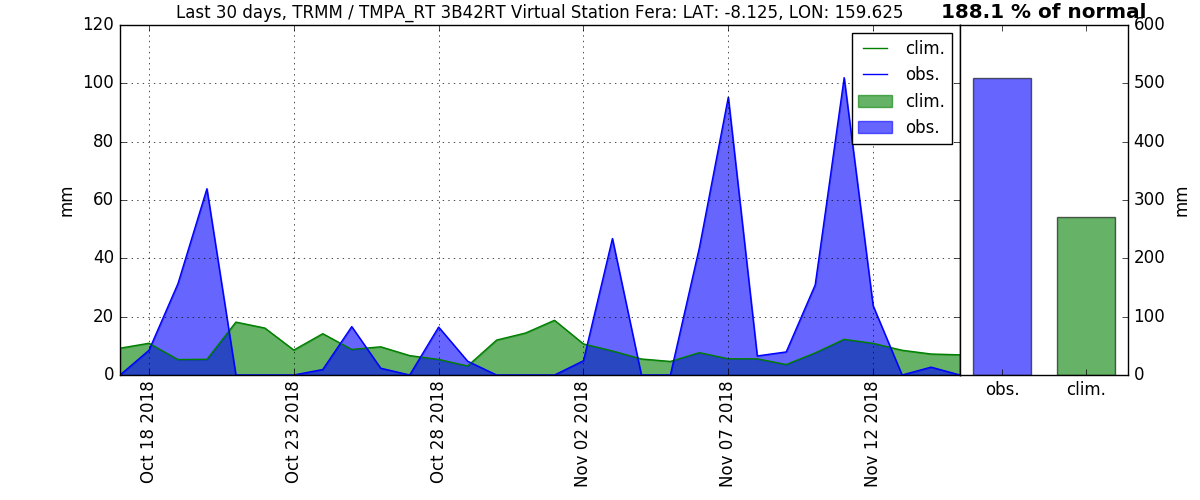 Last 30 days, TRMM / TMPA_RT 3B42RT Virtual Station Fera: LAT: -8.125, LON: 159.625
188.1 % of normal
120
100
80
60
40
20
0
mm
clim.
obs.
clim.
obs.
600
500
400
300
200
100
0
mm
Oct 18 2018
Oct 23 2018
Oct 28 2018
Nov 02 2018
Nov 07 2018
Nov 12 2018
obs.
clim.